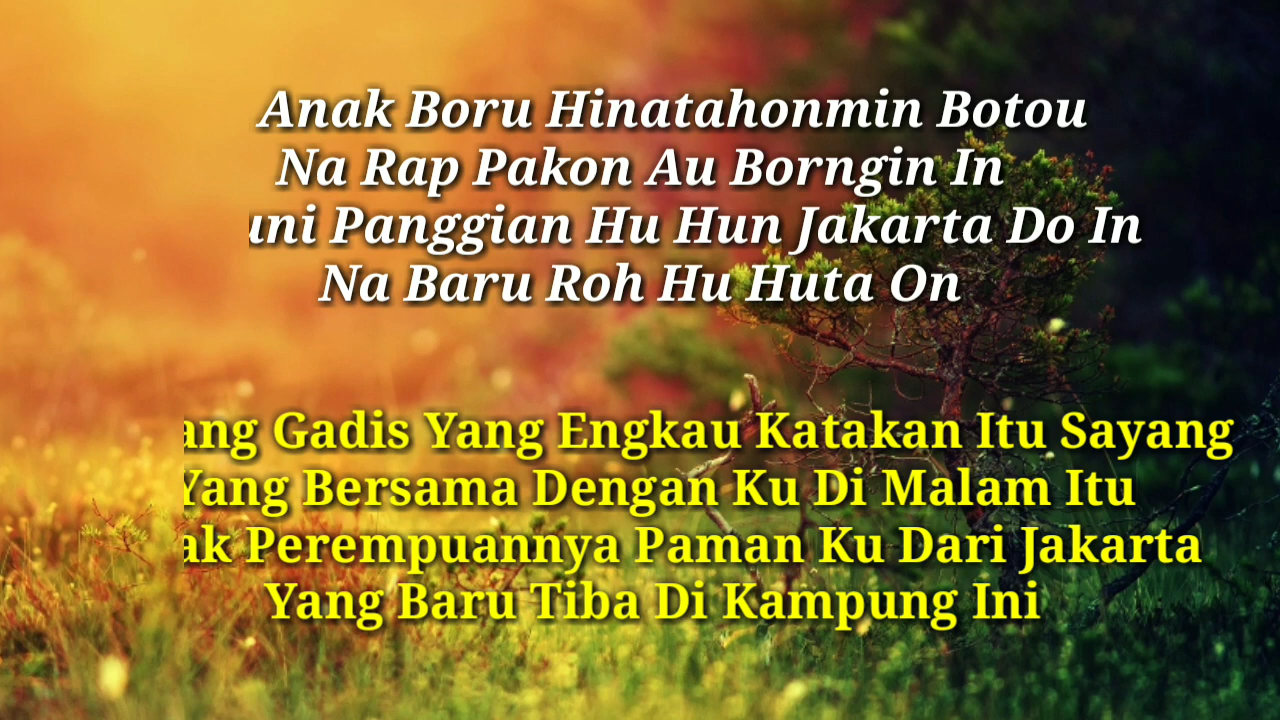 Anak Boru Hinatahonmin Botou
Na Rap Pakon Au Borngin In
Panggian Hu Hun Jakarta Do In
Na Baru Roh Hu Huta On
Gadis Yang Engkau Katakan Itu Sayang
Yang Bersama Dengan Ku Di Malam Itu
Perempuannya Paman Ku Dari Jakarta
Yang Baru Tiba Di Kampung Ini